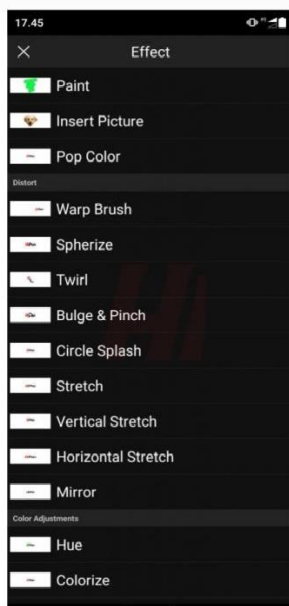 17.45
Effect
Paint
Insert Picture
Pop Color
Distort
Warp Brush
Spherize
Twirl
Bulge & Pinch
Circle Splash
Stretch
Vertical Stretch
Horizontal Stretch
Mirror
Color Adjustments
Hue
Colorize